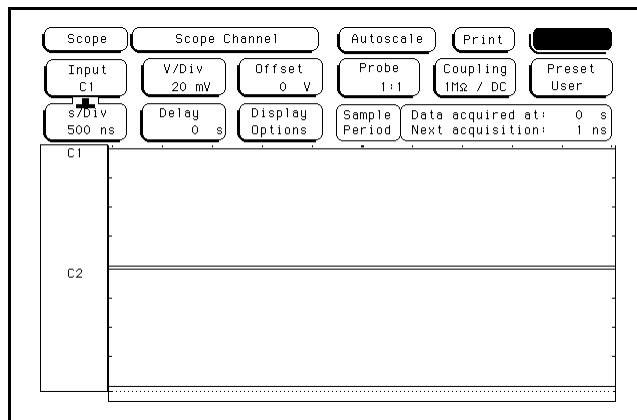 Scope Scope Channel Autoscale Print
Input V/Div Offset Probe Coupling Preset
C1 20 mV 0 V 1:1 1MΩ / DC User
s/Div Delay Display Sample Data acquired at: 0 s
500 ns 0 s Options Period Next acquisition: 1 ns
C1
C2